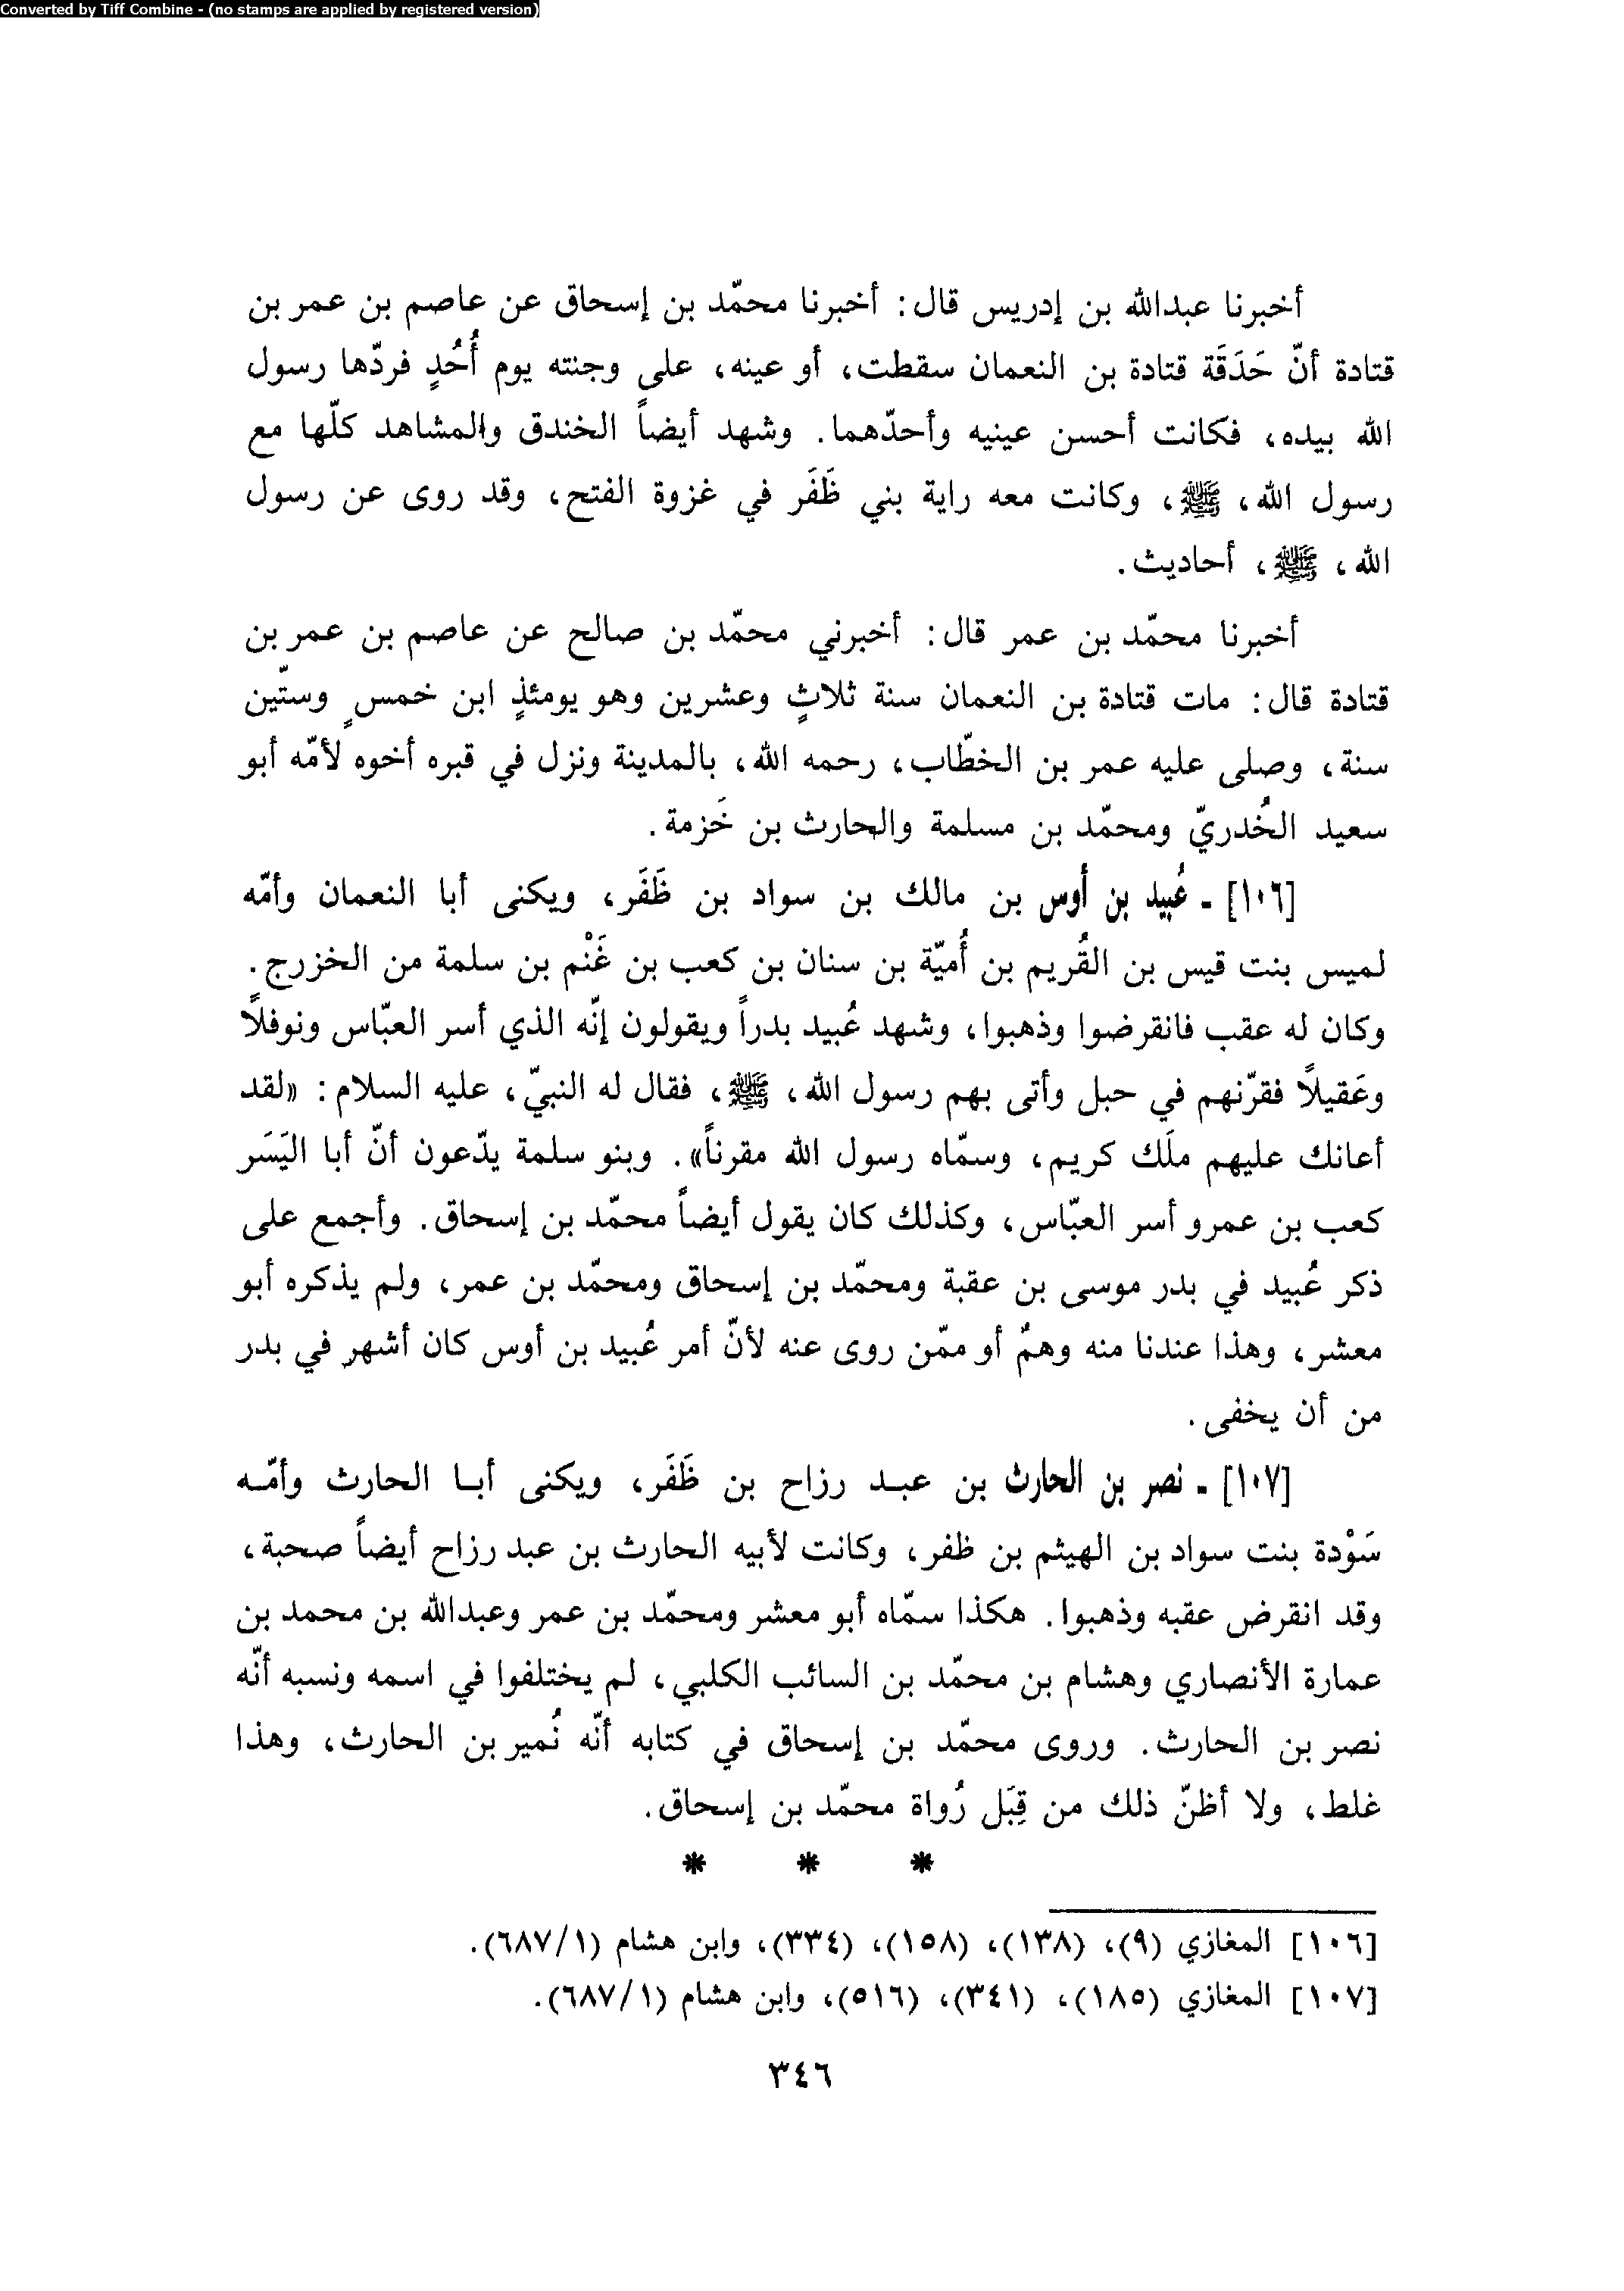 Converted by Tiff Combine - (no stamps are applied by registered version)
أخبرنا عبدالله بن إدريس قال: أخبرنا محمّد بن إسحاق عن عاصم بن عمر بن
قتادة أنّ حَدَقَة قتادة بن النعمان سقطت، أو عينه، على وجنته يوم أُحُدٍ فردّها رسول
الله بيده، فكانت أحسن عينيه وأحدّهما. وشهد أيضاً الخندق والمشاهد كلّها مع
رسول الله، ﷺ، وكانت معه راية بني ظَفَر في غزوة الفتح، وقد روى عن رسول
الله، ﷺ، أحاديث.
أخبرنا محمّد بن عمر قال: أخبرني محمّد بن صالح عن عاصم بن عمر بن
قتادة قال: مات قتادة بن النعمان سنة ثلاثٍ وعشرين وهو يومئذٍ ابن خمسٍ وستّين
سنة، وصلى عليه عمر بن الخطّاب، رحمه الله، بالمدينة ونزل في قبره أخوه لأمّه أبو
سعيد الخُدريّ ومحمّد بن مسلمة والحارث بن خَزمة.
[١٠٦] - عُبيد بن أوس بن مالك بن سواد بن ظَفَر، ويكنى أبا النعمان وأمّه
لميس بنت قيس بن القُريم بن أُميّة بن سنان بن كعب بن غَنْم بن سلمة من الخزرج.
وكان له عقب فانقرضوا وذهبوا، وشهد عُبيد بدراً ويقولون إنّه الذي أسر العبّاس ونوفلاً
وعَقيلاً فقرّنهم في حبل وأتى بهم رسول الله، ﷺ، فقال له النبيّ، عليه السلام: «لقد
أعانك عليهم ملَك كريم، وسمّاه رسول الله مقرناً». وبنو سلمة يدّعون أنّ أبا اليَسَر
كعب بن عمرو أسر العبّاس، وكذلك كان يقول أيضاً محمّد بن إسحاق. وأجمع على
ذكر عُبيد في بدر موسى بن عقبة ومحمّد بن إسحاق ومحمّد بن عمر، ولم يذكره أبو
معشر، وهذا عندنا منه وهمٌ أو ممّن روى عنه لأنّ أمر عُبيد بن أوس كان أشهر في بدر
من أن يخفى.
[١٠٧] - نصر بن الحارث بن عبد رزاح بن ظَفَر، ويكنى أبا الحارث وأمّه
سَوْدة بنت سواد بن الهيثم بن ظفر، وكانت لأبيه الحارث بن عبد رزاح أيضاً صحبة،
وقد انقرض عقبه وذهبوا. هكذا سمّاه أبو معشر ومحمّد بن عمر وعبدالله بن محمد بن
عمارة الأنصاري وهشام بن محمّد بن السائب الكلبي، لم يختلفوا في اسمه ونسبه أنّه
نصر بن الحارث. وروى محمّد بن إسحاق في كتابه أنّه نُمير بن الحارث، وهذا
غلط، ولا أظنّ ذلك من قِبَل رُواة محمّد بن إسحاق.
* * *
[١٠٦] المغازي (٩)، (١٣٨)، (١٥٨)، (٣٣٤)، وابن هشام (٦٨٧/١).
[١٠٧] المغازي (١٨٥)، (٣٤١)، (٥١٦)، وابن هشام (٦٨٧/١).
٣٤٦